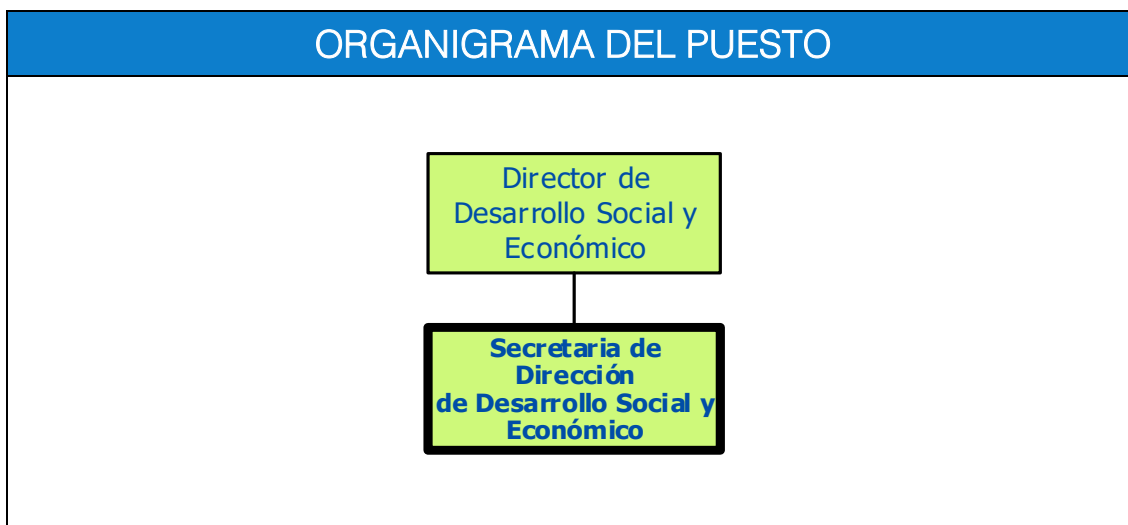 ORGANIGRAMA DEL PUESTO
Director de
Desarrollo Social y
Económico
Secretaria de
Dirección
de Desarrollo Social y
Económico